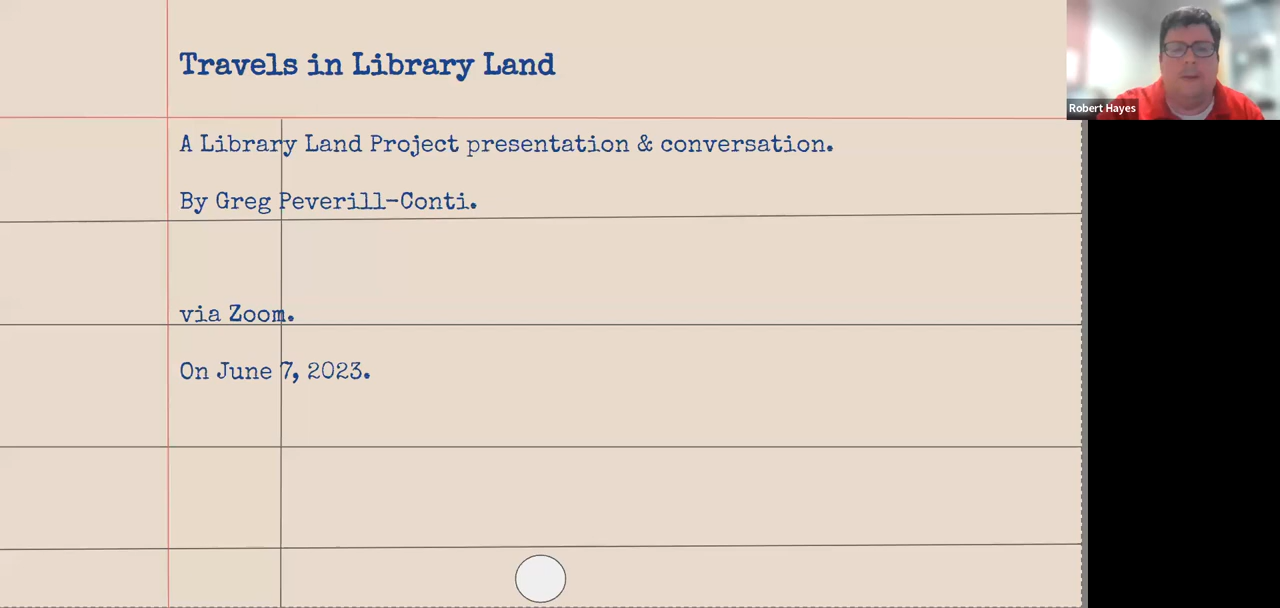 Travels in Library Land
A Library Land Project presentation & conversation.
By Greg Peverill-Conti.
via Zoom.
On June 7, 2023.
Robert Hayes